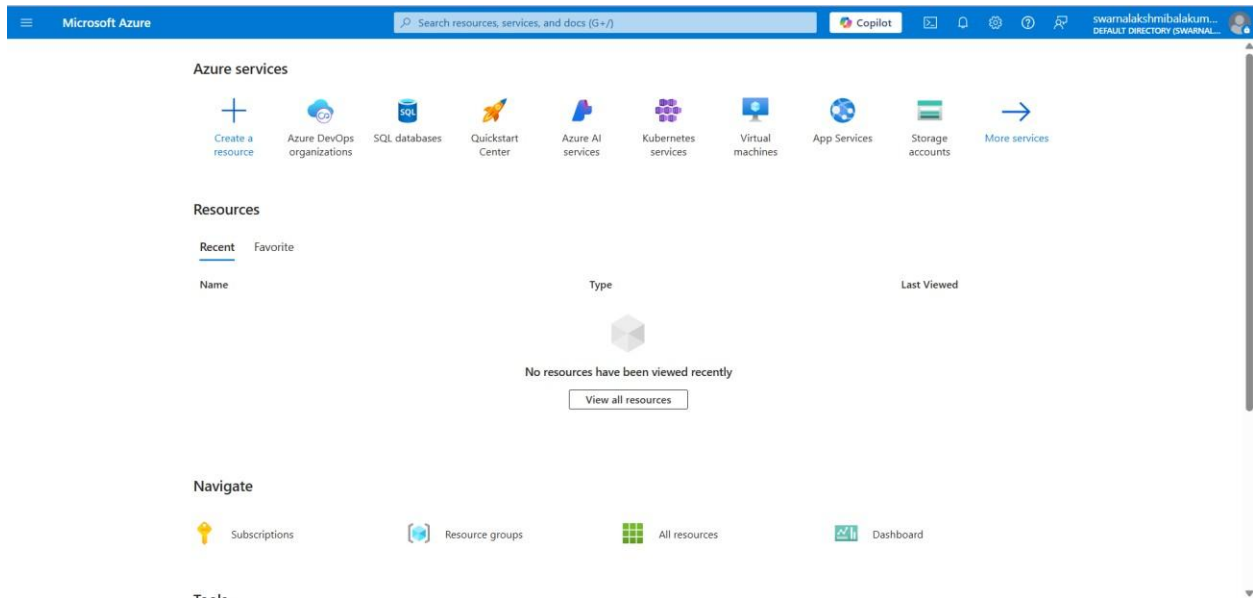 Microsoft Azure
Search resources, services, and docs (G+/)
Copilot
swarnalakshmibalakum...
DEFAULT DIRECTORY (SWARNAL...
Azure services
Create a
resource
Azure DevOps
organizations
SQL
SQL databases
Quickstart
Center
Azure AI
services
Kubernetes
services
Virtual
machines
App Services
Storage
accounts
More services
Resources
Recent Favorite
Name Type Last Viewed
No resources have been viewed recently
View all resources
Navigate
Subscriptions
Resource groups
All resources
Dashboard
Tools